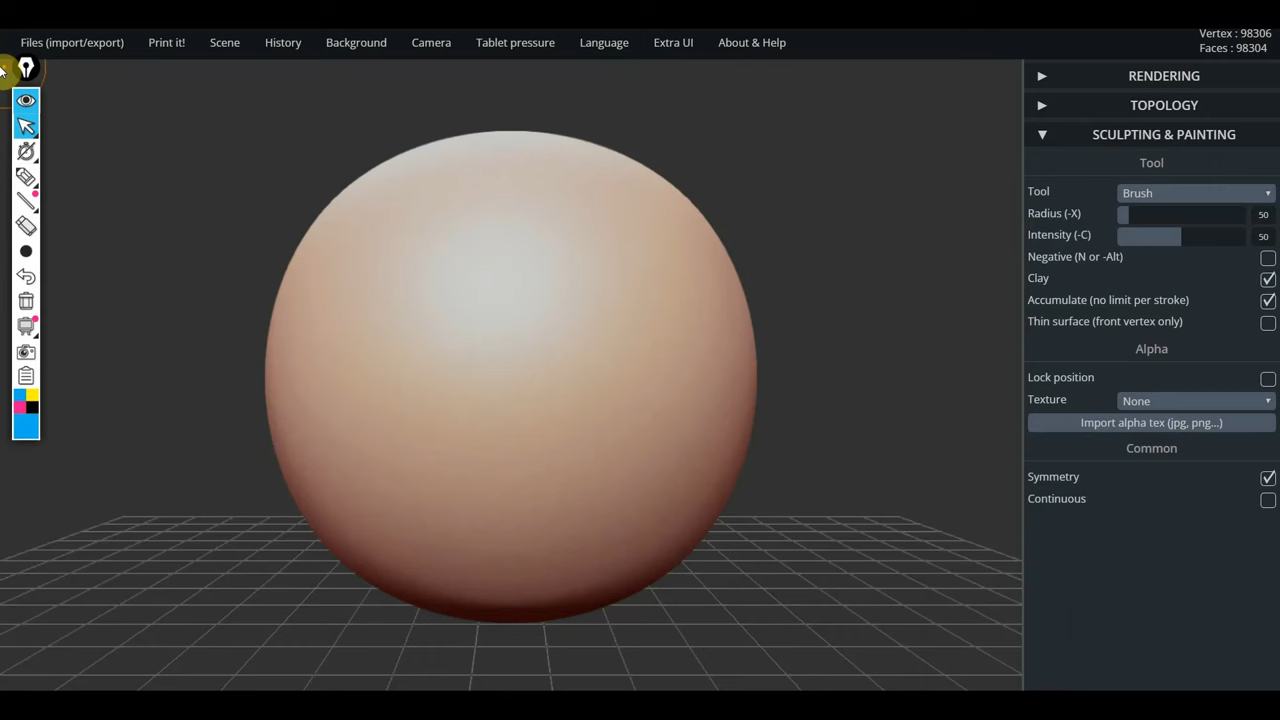 Files (import/export) Print it! Scene History Background Camera Tablet pressure Language Extra UI About & Help
Vertex : 98306
Faces : 98304
RENDERING
TOPOLOGY
SCULPTING & PAINTING
Tool
Tool Brush
Radius (-X) 50
Intensity (-C) 50
Negative (N or -Alt)
Clay
Accumulate (no limit per stroke)
Thin surface (front vertex only)
Alpha
Lock position
Texture None
Import alpha tex (jpg, png...)
Common
Symmetry
Continuous